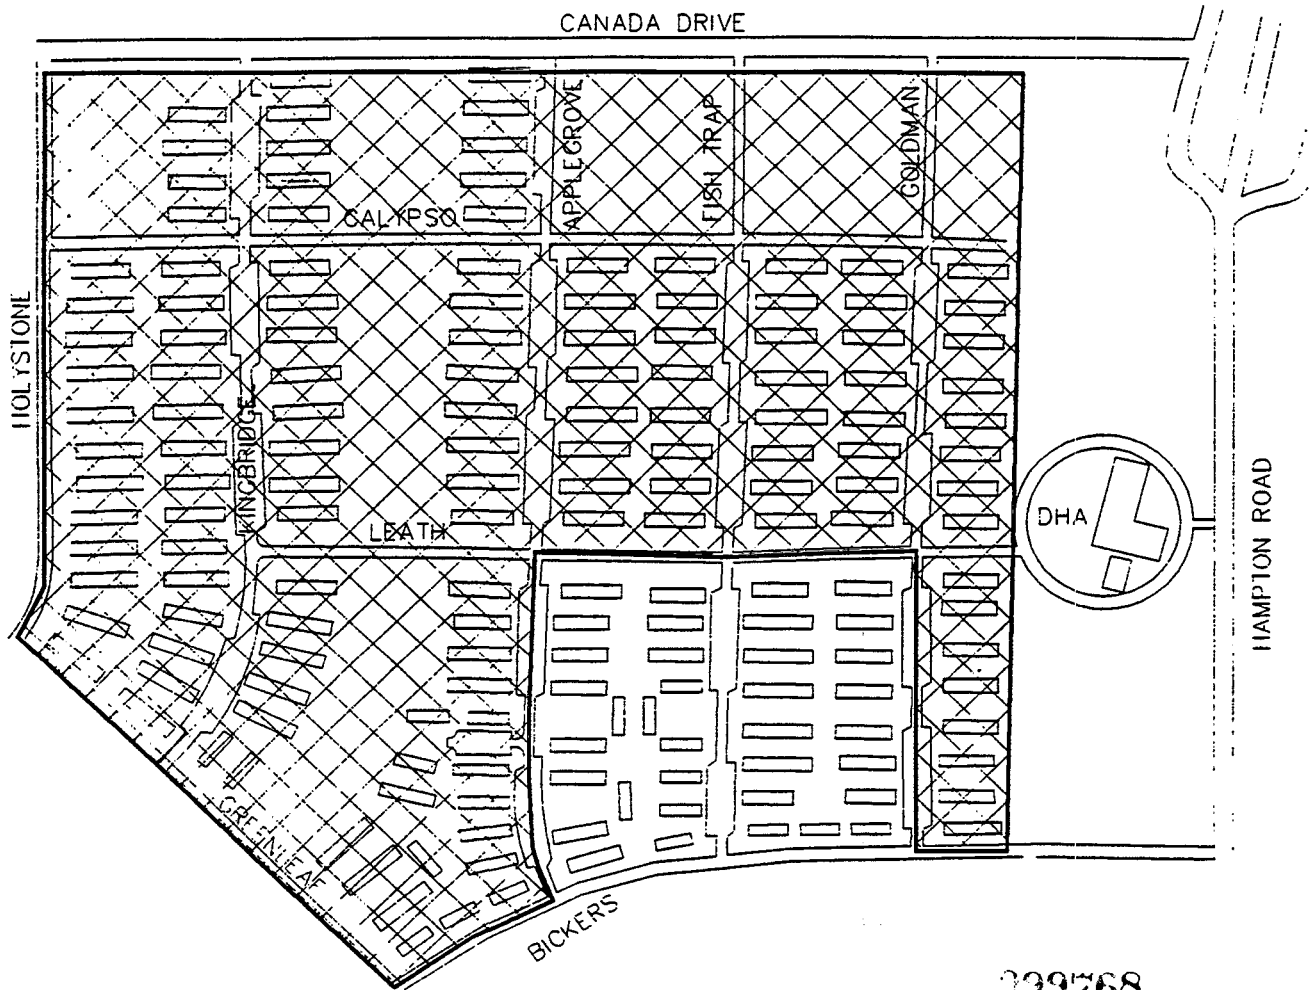 CANADA DRIVE
APPLEGROVE
FISH TRAP
GOLDMAN
CALYPSO
HOLYSTONE
KINGBRIDGE
LEATH
DHA
HAMPTON ROAD
GREENLEAF
BICKERS